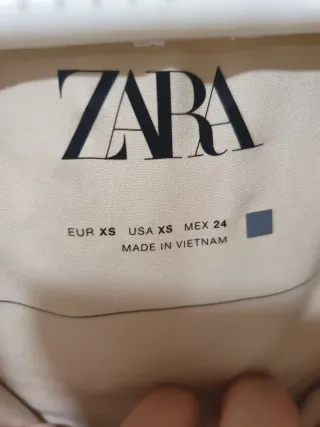 ZARA
EUR XS USA XS MEX 24
MADE IN VIETNAM